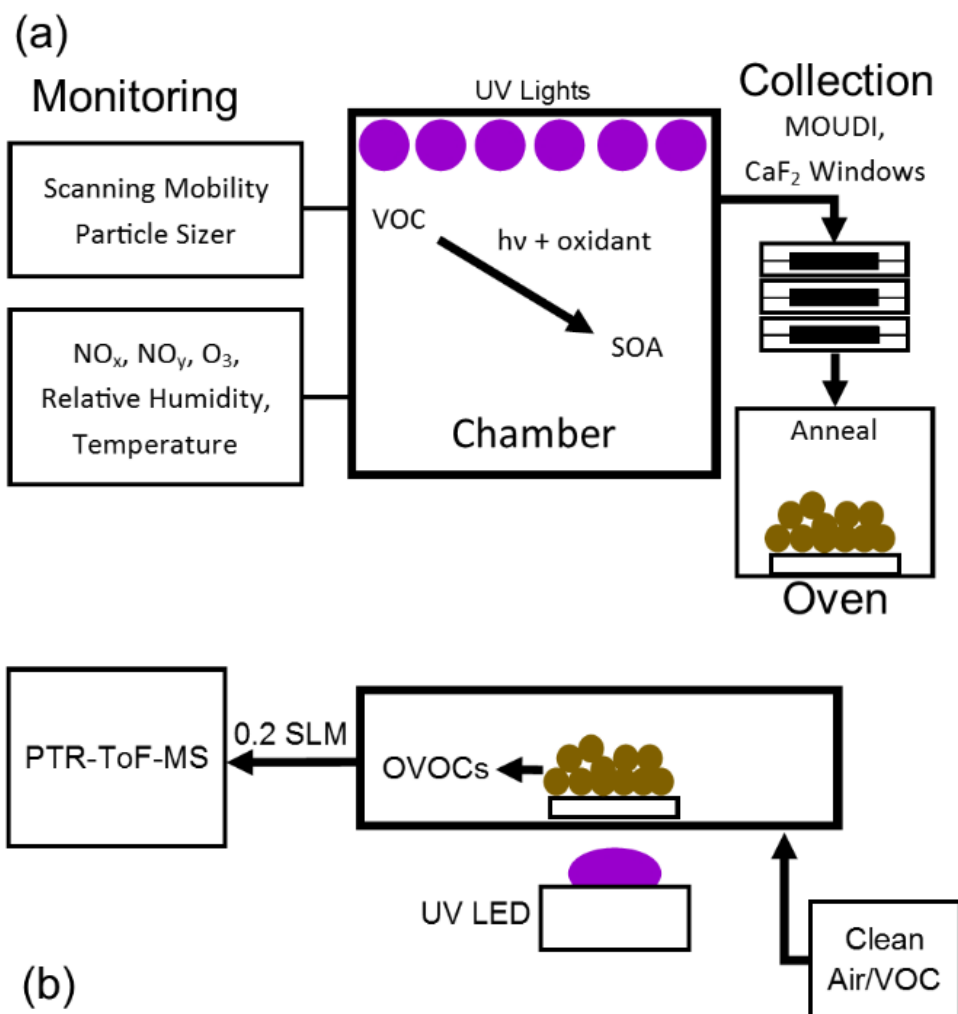 (a)
Monitoring
Scanning Mobility
Particle Sizer
NOₓ, NOᵧ, O₃,
Relative Humidity,
Temperature
UV Lights
VOC
hν + oxidant
SOA
Chamber
Collection
MOUDI,
CaF₂ Windows
Anneal
Oven
PTR-ToF-MS
0.2 SLM
OVOCs
UV LED
Clean
Air/VOC
(b)